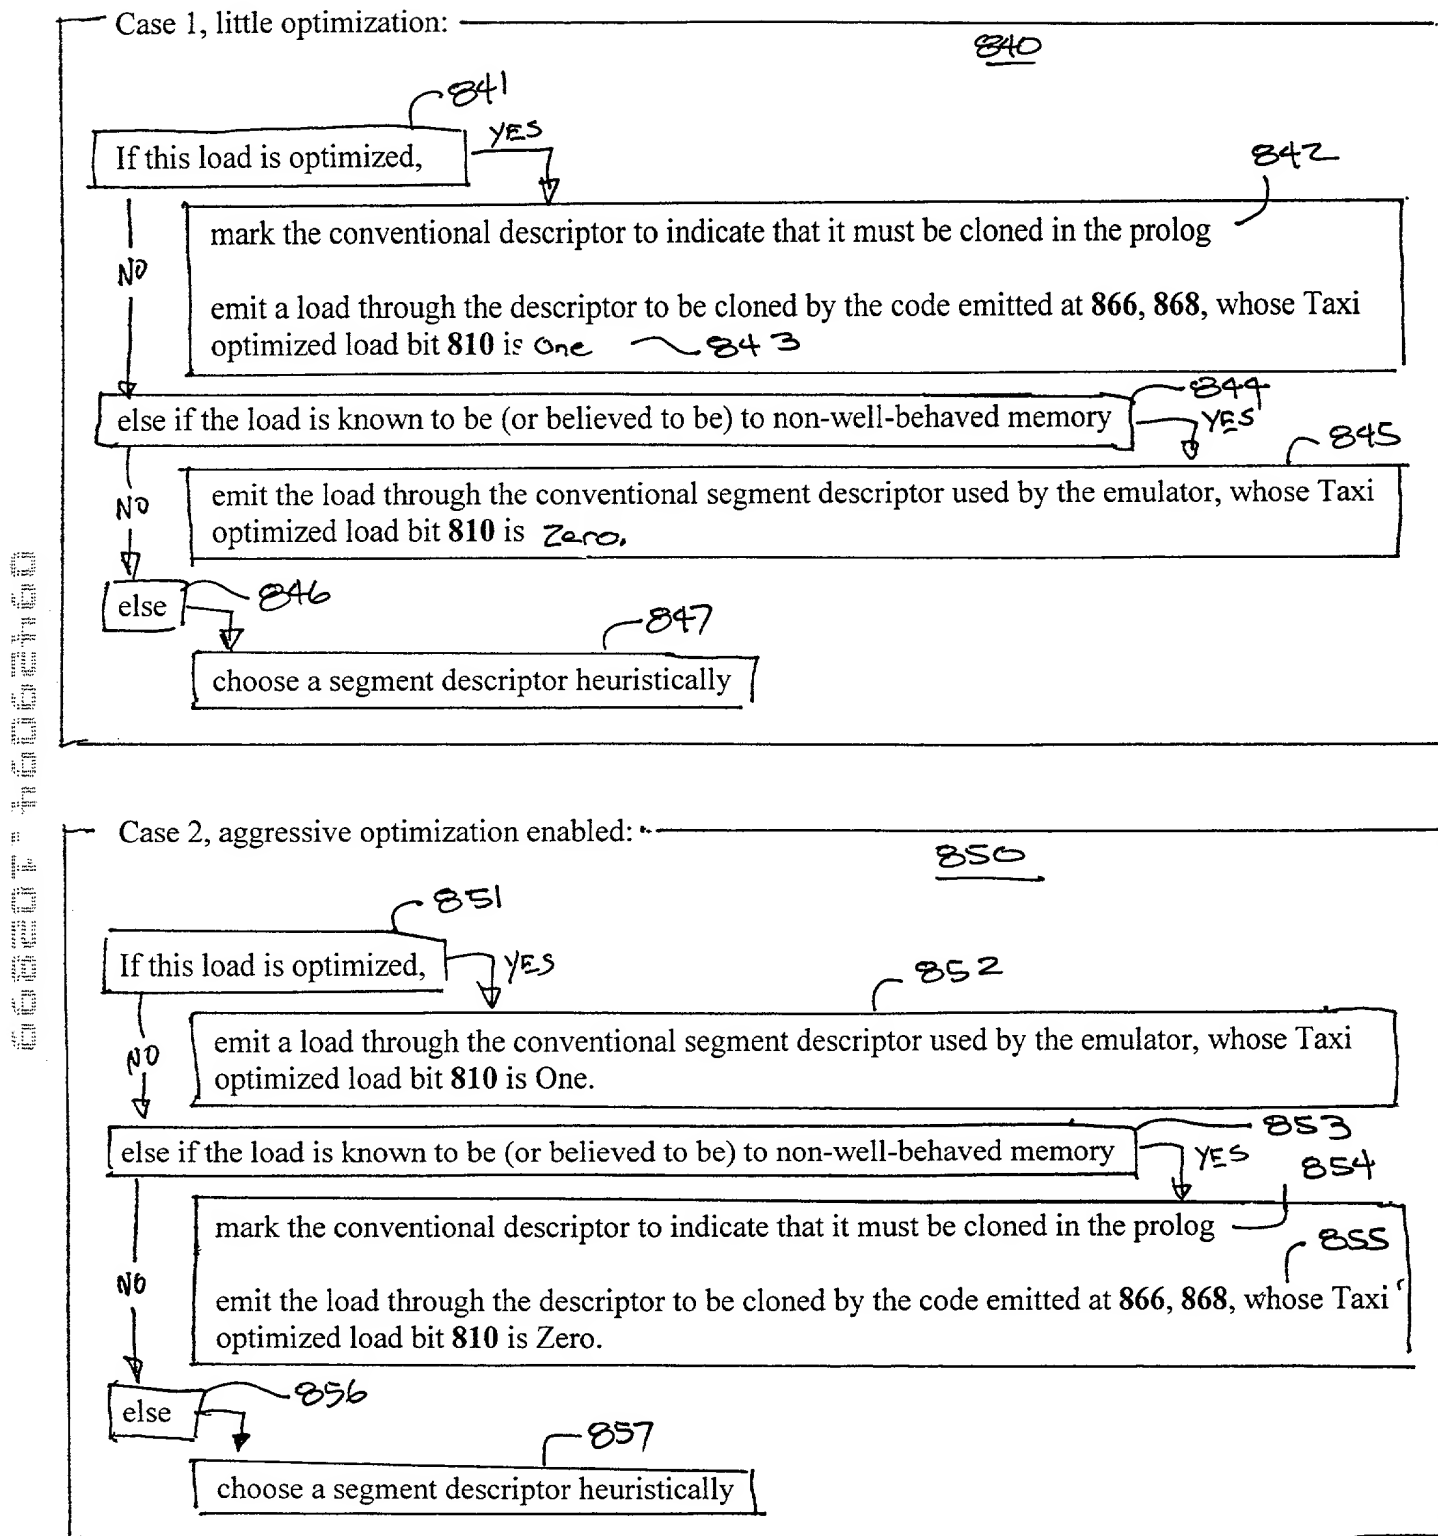 Case 1, little optimization:
840
841
If this load is optimized,
YES
842
NO
mark the conventional descriptor to indicate that it must be cloned in the prolog
emit a load through the descriptor to be cloned by the code emitted at 866, 868, whose Taxi
optimized load bit 810 is One
843
844
else if the load is known to be (or believed to be) to non-well-behaved memory
YES
845
NO
emit the load through the conventional segment descriptor used by the emulator, whose Taxi
optimized load bit 810 is Zero.
846
else
847
choose a segment descriptor heuristically
Case 2, aggressive optimization enabled:
850
851
If this load is optimized,
YES
852
NO
emit a load through the conventional segment descriptor used by the emulator, whose Taxi
optimized load bit 810 is One.
853
else if the load is known to be (or believed to be) to non-well-behaved memory
YES
854
NO
mark the conventional descriptor to indicate that it must be cloned in the prolog
855
emit the load through the descriptor to be cloned by the code emitted at 866, 868, whose Taxi
optimized load bit 810 is Zero.
856
else
857
choose a segment descriptor heuristically